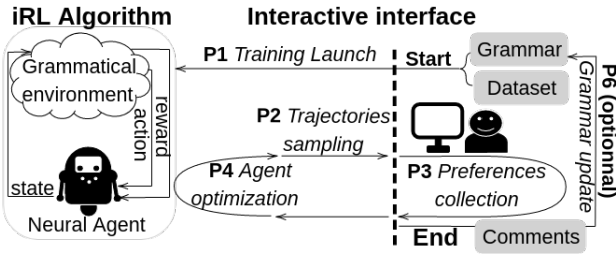 iRL Algorithm
Interactive interface
Grammatical
environment
reward
action
state
Neural Agent
P1 Training Launch
Start
Grammar
Dataset
P2 Trajectories
sampling
P4 Agent
optimization
P3 Preferences
collection
P6 (optionnal)
Grammar update
End
Comments